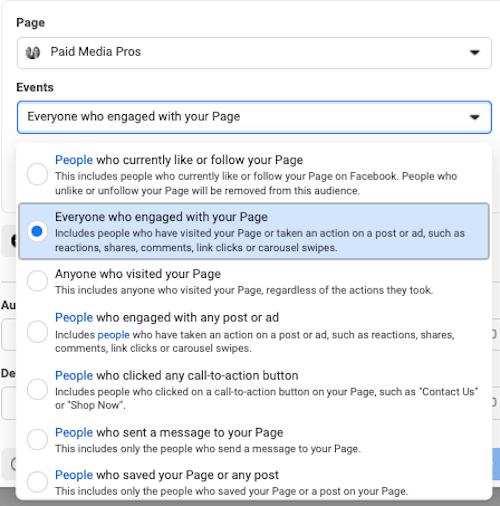 Page
Paid Media Pros
Events
Everyone who engaged with your Page
People who currently like or follow your Page
This includes people who currently like or follow your Page on Facebook. People who
unlike or unfollow your Page will be removed from this audience.
Everyone who engaged with your Page
Includes people who have visited your Page or taken an action on a post or ad, such as
reactions, shares, comments, link clicks or carousel swipes.
Anyone who visited your Page
This includes anyone who visited your Page, regardless of the actions they took.
People who engaged with any post or ad
Includes people who have taken an action on a post or ad, such as reactions, shares,
comments, link clicks or carousel swipes.
People who clicked any call-to-action button
Includes people who clicked on a call-to-action button on your Page, such as "Contact Us"
or "Shop Now".
People who sent a message to your Page
This includes only the people who send a message to your Page.
People who saved your Page or any post
This includes only the people who saved your Page or a post on your Page.